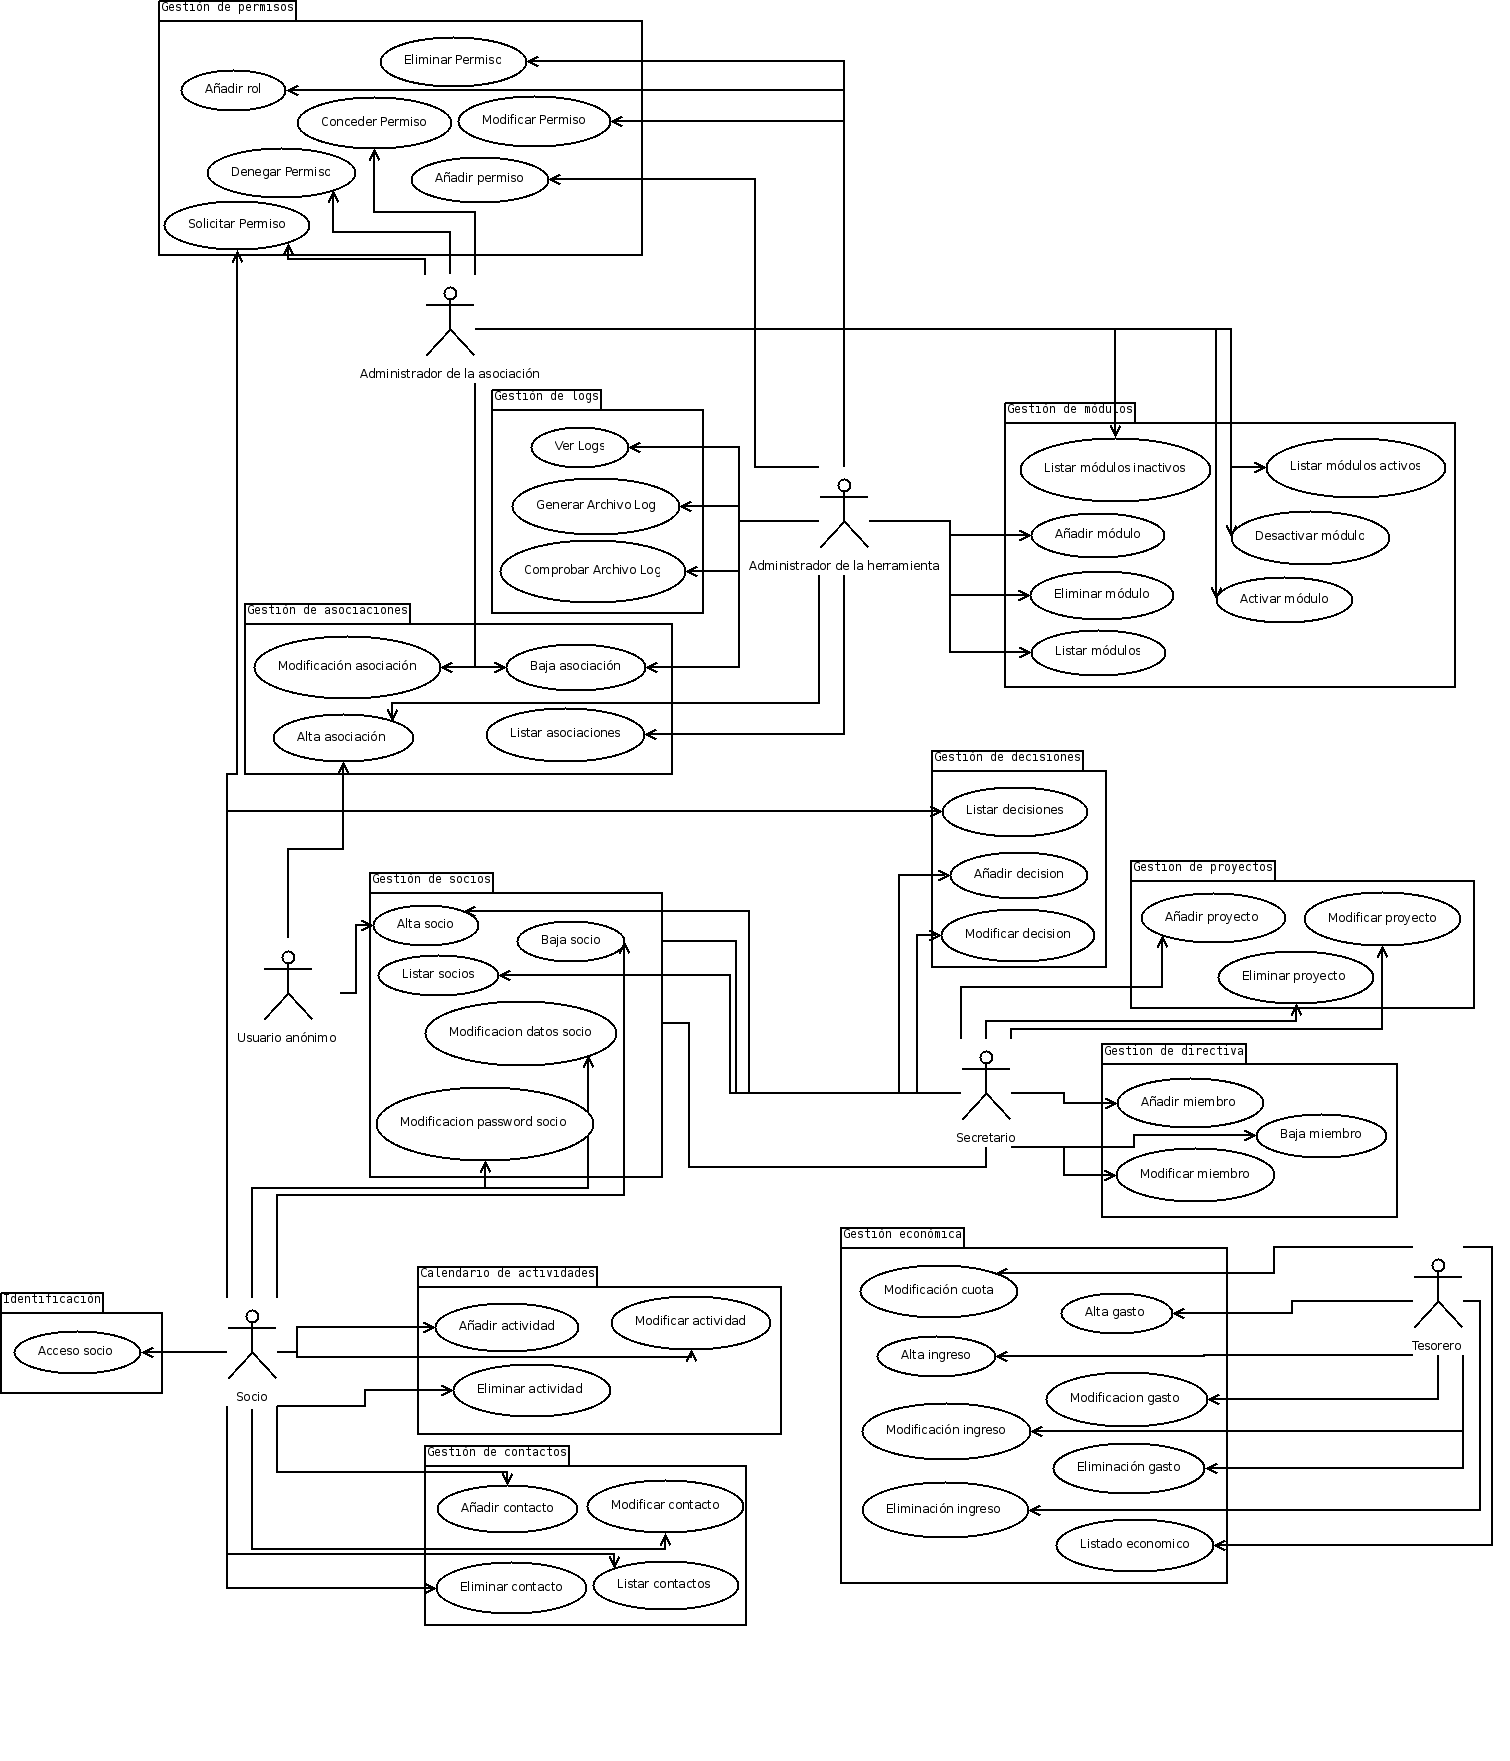 Gestión de permisos
Eliminar Permiso
Añadir rol
Conceder Permiso
Modificar Permiso
Denegar Permiso
Añadir permiso
Solicitar Permiso
Administrador de la asociación
Gestión de logs
Ver Logs
Generar Archivo Log
Comprobar Archivo Log
Administrador de la herramienta
Gestión de módulos
Listar módulos inactivos
Listar módulos activos
Añadir módulo
Desactivar módulo
Eliminar módulo
Activar módulo
Listar módulos
Gestión de asociaciones
Modificación asociación
Baja asociación
Alta asociación
Listar asociaciones
Gestión de decisiones
Listar decisiones
Añadir decision
Modificar decision
Gestion de proyectos
Añadir proyecto
Modificar proyecto
Eliminar proyecto
Gestión de socios
Alta socio
Baja socio
Listar socios
Modificacion datos socio
Modificacion password socio
Usuario anónimo
Secretario
Gestion de directiva
Añadir miembro
Baja miembro
Modificar miembro
Gestión económica
Modificación cuota
Alta gasto
Alta ingreso
Modificacion gasto
Modificación ingreso
Eliminación gasto
Eliminación ingreso
Listado economico
Tesorero
Identificación
Acceso socio
Socio
Calendario de actividades
Añadir actividad
Modificar actividad
Eliminar actividad
Gestión de contactos
Añadir contacto
Modificar contacto
Eliminar contacto
Listar contactos